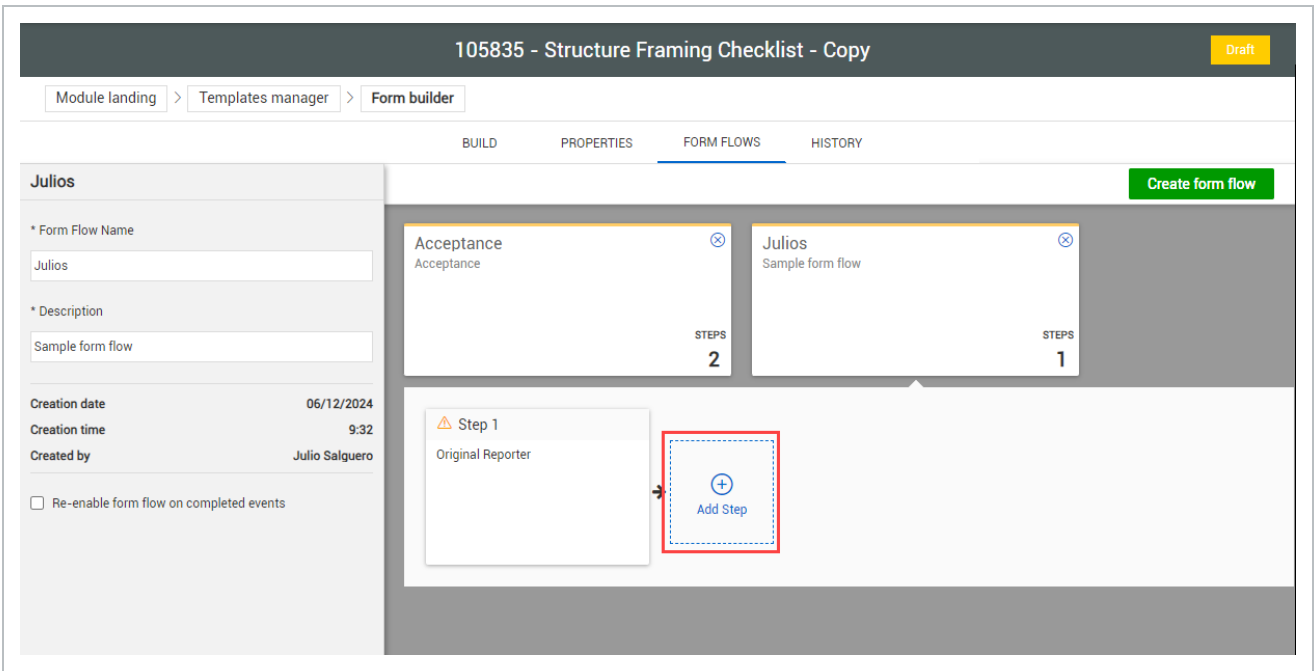 105835 - Structure Framing Checklist - Copy
Draft
Module landing > Templates manager > Form builder
BUILD PROPERTIES FORM FLOWS HISTORY
Julios
Create form flow
* Form Flow Name
Julios
* Description
Sample form flow
Creation date 06/12/2024
Creation time 9:32
Created by Julio Salguero
Re-enable form flow on completed events
Acceptance
Acceptance
STEPS
2
Julios
Sample form flow
STEPS
1
Step 1
Original Reporter
Add Step